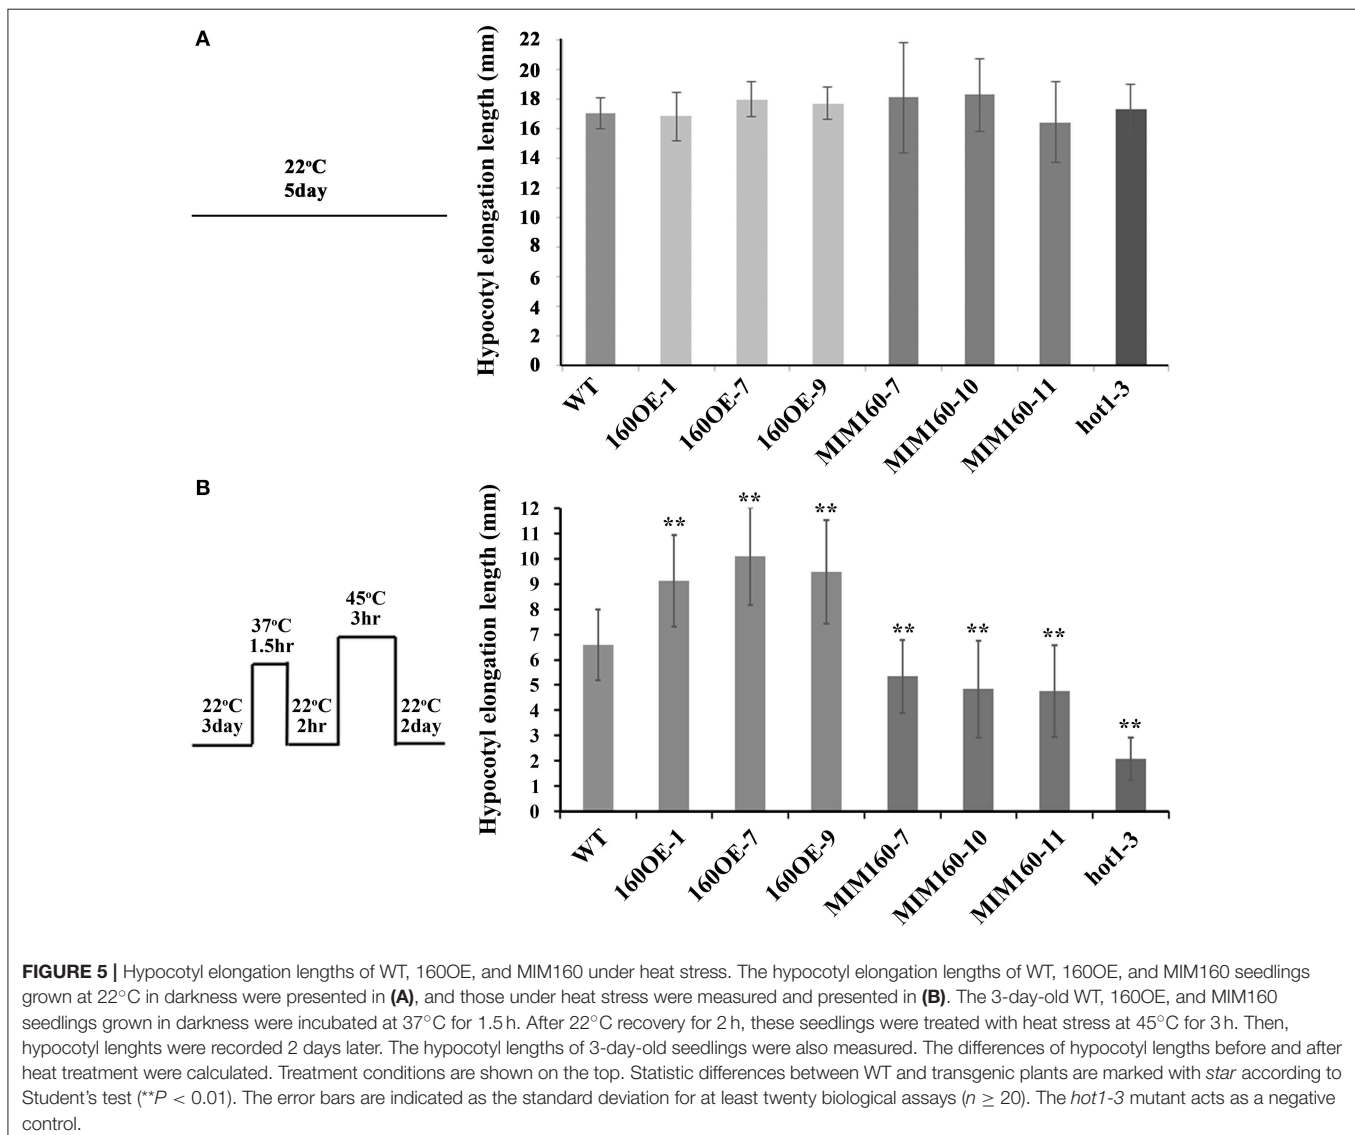 A
22°C
5day
Hypocotyl elongation length (mm)
22
20
18
16
14
12
10
8
6
4
2
0
WT
160OE-1
160OE-7
160OE-9
MIM160-7
MIM160-10
MIM160-11
hot1-3
B
22°C
3day
37°C
1.5hr
22°C
2hr
45°C
3hr
22°C
2day
Hypocotyl elongation length (mm)
12
11
10
9
8
7
6
5
4
3
2
1
0
**
**
**
**
**
**
**
WT
160OE-1
160OE-7
160OE-9
MIM160-7
MIM160-10
MIM160-11
hot1-3
FIGURE 5 | Hypocotyl elongation lengths of WT, 160OE, and MIM160 under heat stress. The hypocotyl elongation lengths of WT, 160OE, and MIM160 seedlings
grown at 22°C in darkness were presented in (A), and those under heat stress were measured and presented in (B). The 3-day-old WT, 160OE, and MIM160
seedlings grown in darkness were incubated at 37°C for 1.5 h. After 22°C recovery for 2 h, these seedlings were treated with heat stress at 45°C for 3 h. Then,
hypocotyl lenghts were recorded 2 days later. The hypocotyl lengths of 3-day-old seedlings were also measured. The differences of hypocotyl lengths before and after
heat treatment were calculated. Treatment conditions are shown on the top. Statistic differences between WT and transgenic plants are marked with star according to
Student's test (**P < 0.01). The error bars are indicated as the standard deviation for at least twenty biological assays (n ≥ 20). The hot1-3 mutant acts as a negative
control.